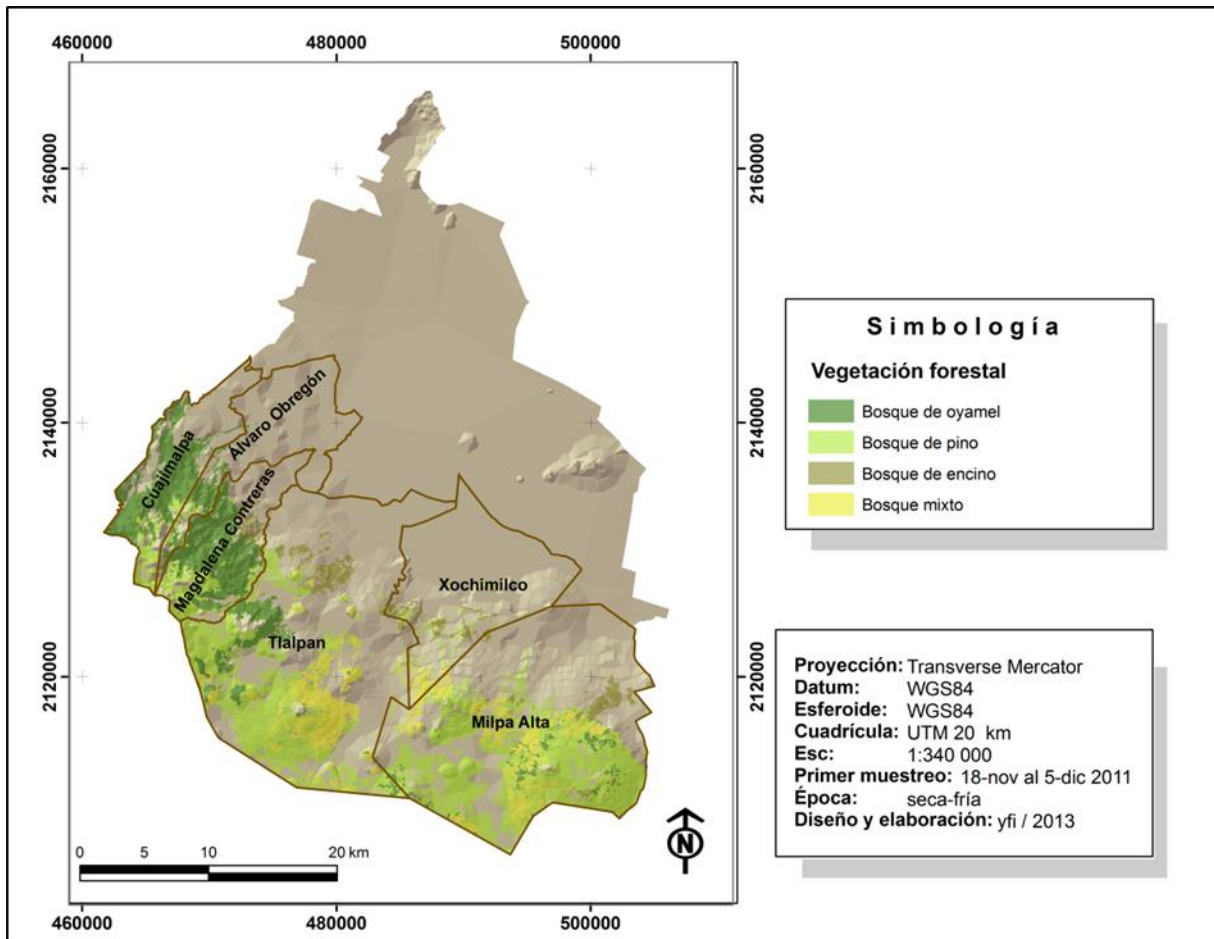 460000 480000 500000
2160000 2160000
2140000 2140000
2120000 2120000
Cuajimalpa
Álvaro Obregón
Magdalena Contreras
Tlalpan
Xochimilco
Milpa Alta
0 5 10 20 km
N
460000 480000 500000
Simbología
Vegetación forestal
Bosque de oyamel
Bosque de pino
Bosque de encino
Bosque mixto
Proyección: Transverse Mercator
Datum: WGS84
Esferoide: WGS84
Cuadrícula: UTM 20 km
Esc: 1:340 000
Primer muestreo: 18-nov al 5-dic 2011
Época: seca-fría
Diseño y elaboración: yfi / 2013